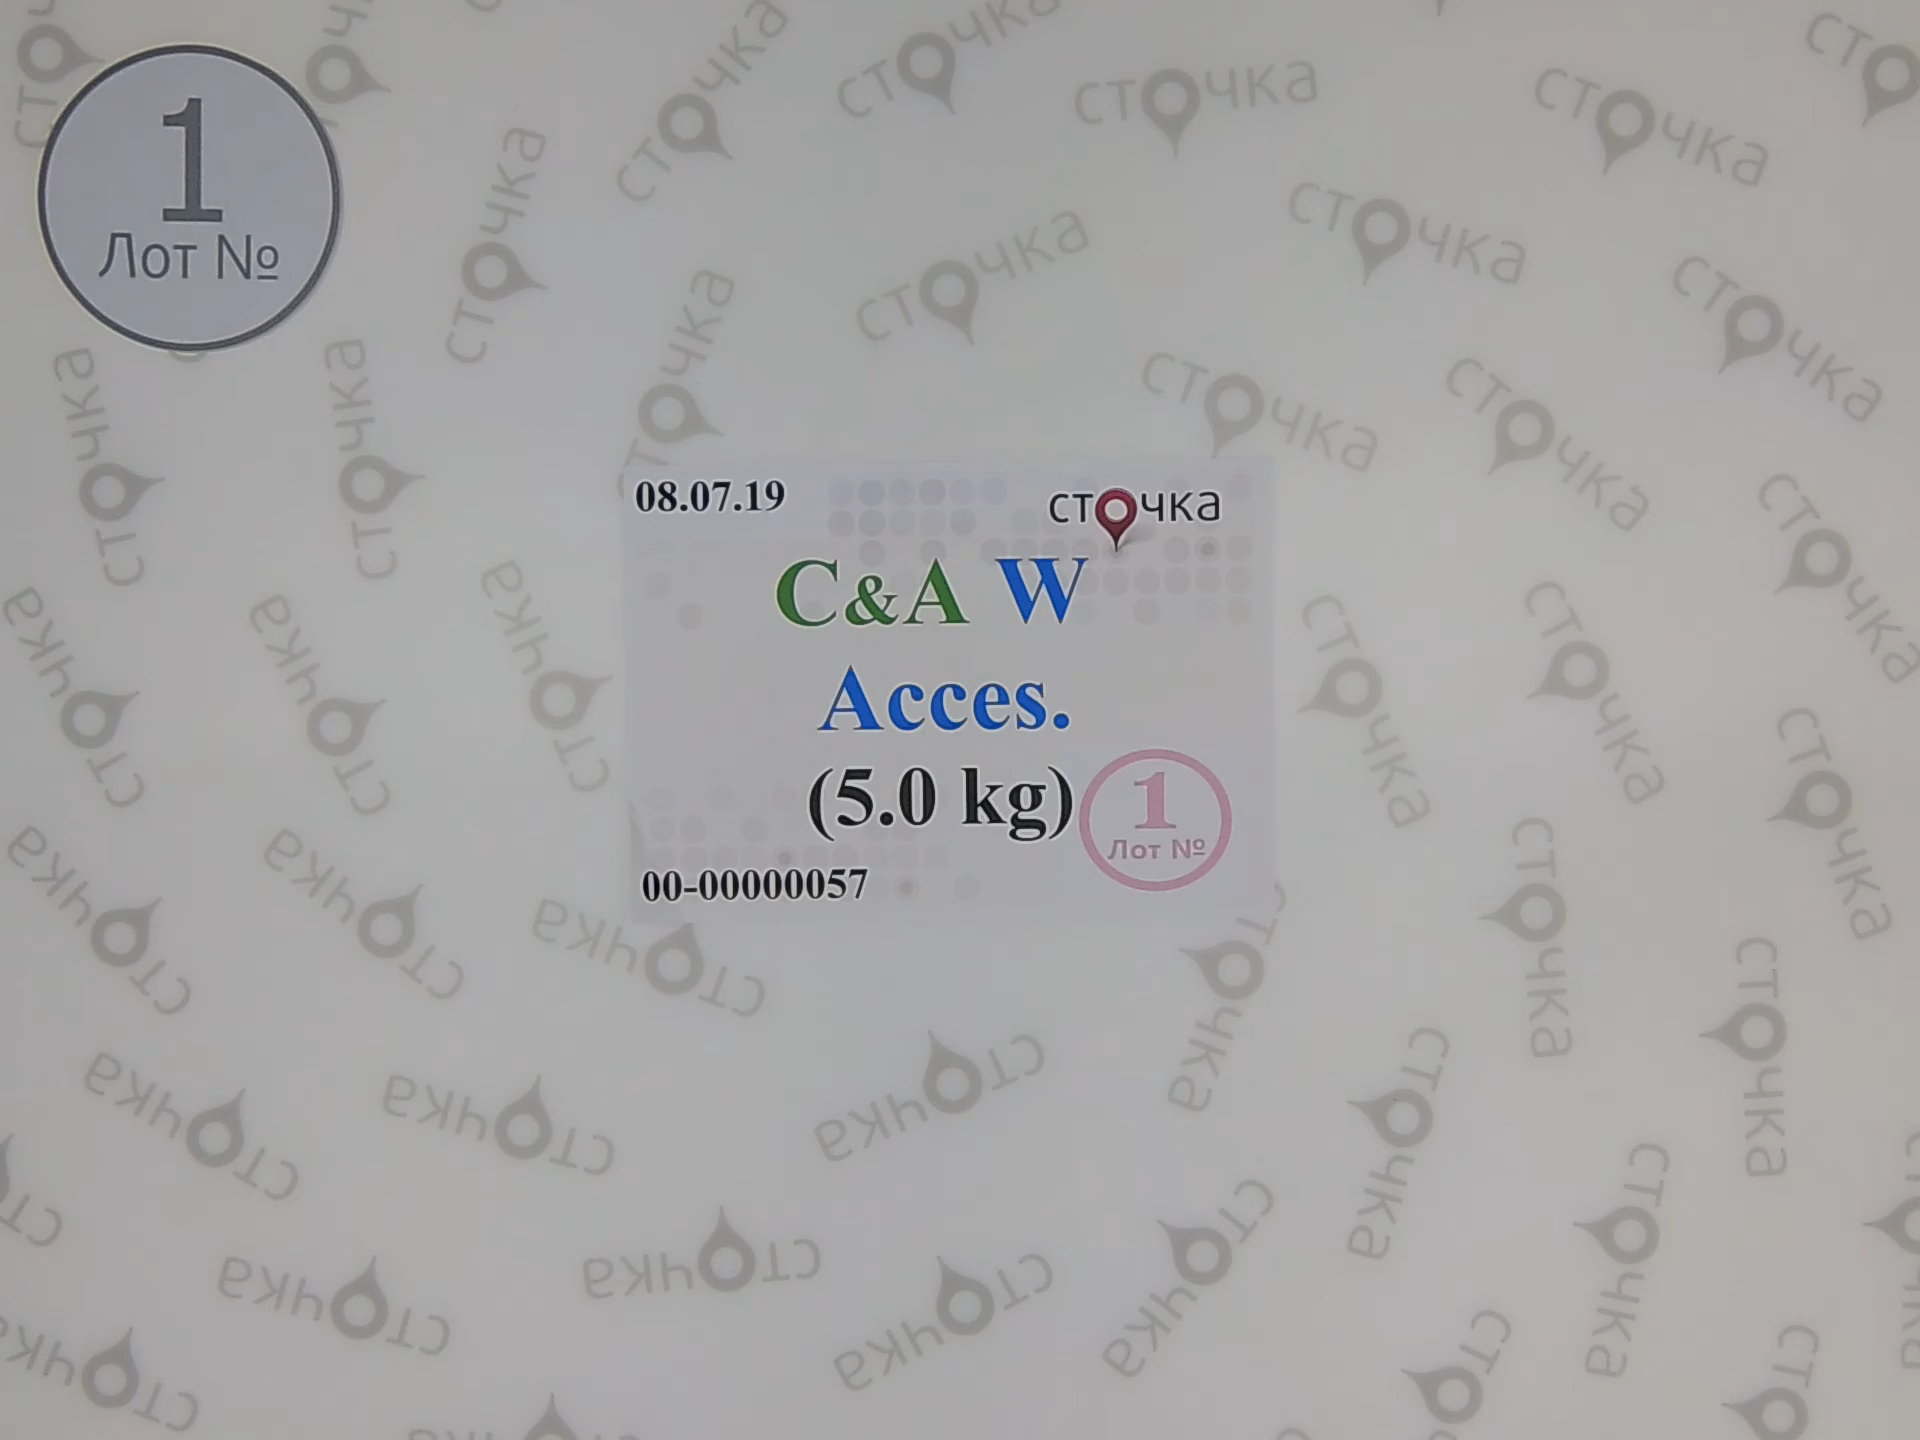 1
Лот №
08.07.19
сточка
C&A W
Acces.
(5.0 kg)
1
Лот №
00-00000057